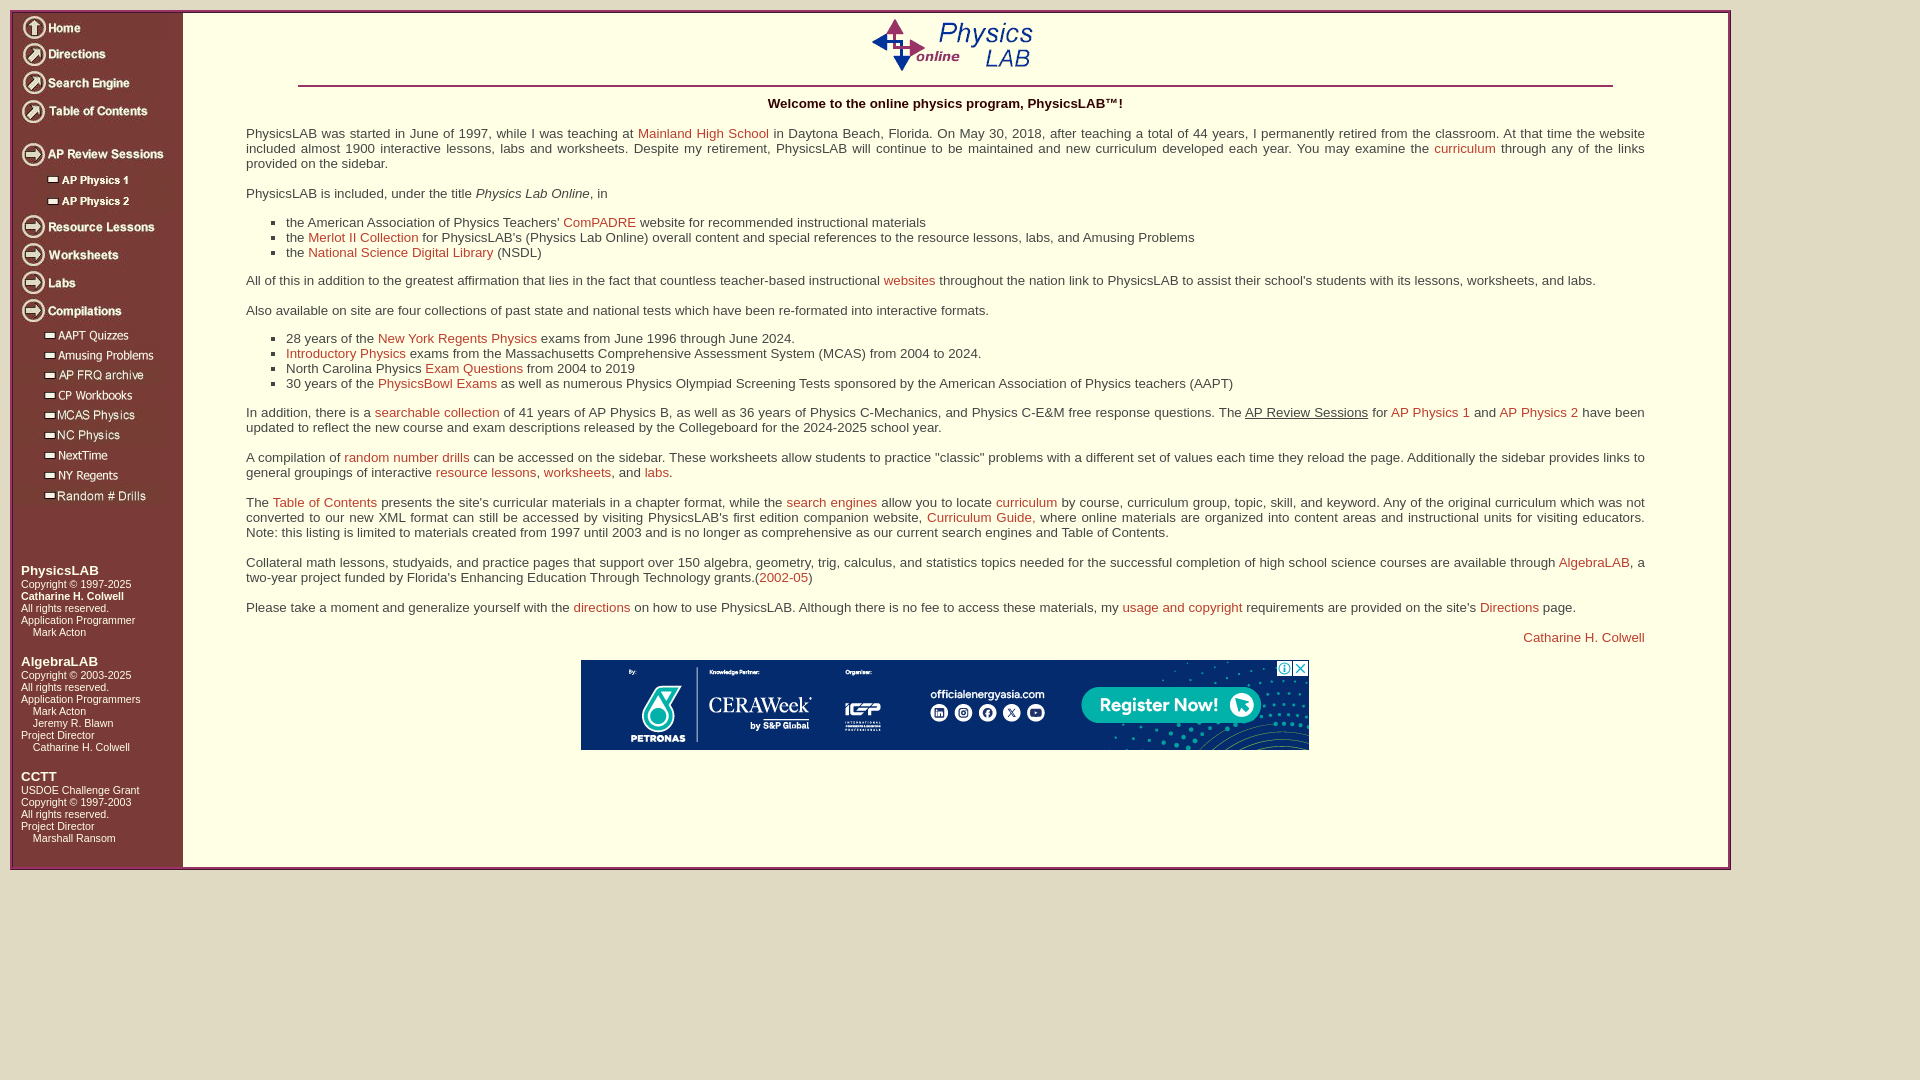 Home
Directions
Search Engine
Table of Contents
AP Review Sessions
AP Physics 1
AP Physics 2
Resource Lessons
Worksheets
Labs
Compilations
AAPT Quizzes
Amusing Problems
AP FRQ archive
CP Workbooks
MCAS Physics
NC Physics
NextTime
NY Regents
Random # Drills
PhysicsLAB
Copyright © 1997-2025
Catharine H. Colwell
All rights reserved.
Application Programmer
Mark Acton
AlgebraLAB
Copyright © 2003-2025
All rights reserved.
Application Programmers
Mark Acton
Jeremy R. Blawn
Project Director
Catharine H. Colwell
CCTT
USDOE Challenge Grant
Copyright © 1997-2003
All rights reserved.
Project Director
Marshall Ransom
Physics
online LAB
Welcome to the online physics program, PhysicsLAB™!
PhysicsLAB was started in June of 1997, while I was teaching at Mainland High School in Daytona Beach, Florida. On May 30, 2018, after teaching a total of 44 years, I permanently retired from the classroom. At that time the website
included almost 1900 interactive lessons, labs and worksheets. Despite my retirement, PhysicsLAB will continue to be maintained and new curriculum developed each year. You may examine the curriculum through any of the links
provided on the sidebar.
PhysicsLAB is included, under the title Physics Lab Online, in
the American Association of Physics Teachers' ComPADRE website for recommended instructional materials
the Merlot II Collection for PhysicsLAB's (Physics Lab Online) overall content and special references to the resource lessons, labs, and Amusing Problems
the National Science Digital Library (NSDL)
All of this in addition to the greatest affirmation that lies in the fact that countless teacher-based instructional websites throughout the nation link to PhysicsLAB to assist their school's students with its lessons, worksheets, and labs.
Also available on site are four collections of past state and national tests which have been re-formated into interactive formats.
28 years of the New York Regents Physics exams from June 1996 through June 2024.
Introductory Physics exams from the Massachusetts Comprehensive Assessment System (MCAS) from 2004 to 2024.
North Carolina Physics Exam Questions from 2004 to 2019
30 years of the PhysicsBowl Exams as well as numerous Physics Olympiad Screening Tests sponsored by the American Association of Physics teachers (AAPT)
In addition, there is a searchable collection of 41 years of AP Physics B, as well as 36 years of Physics C-Mechanics, and Physics C-E&M free response questions. The AP Review Sessions for AP Physics 1 and AP Physics 2 have been
updated to reflect the new course and exam descriptions released by the Collegeboard for the 2024-2025 school year.
A compilation of random number drills can be accessed on the sidebar. These worksheets allow students to practice "classic" problems with a different set of values each time they reload the page. Additionally the sidebar provides links to
general groupings of interactive resource lessons, worksheets, and labs.
The Table of Contents presents the site's curricular materials in a chapter format, while the search engines allow you to locate curriculum by course, curriculum group, topic, skill, and keyword. Any of the original curriculum which was not
converted to our new XML format can still be accessed by visiting PhysicsLAB's first edition companion website, Curriculum Guide, where online materials are organized into content areas and instructional units for visiting educators.
Note: this listing is limited to materials created from 1997 until 2003 and is no longer as comprehensive as our current search engines and Table of Contents.
Collateral math lessons, studyaids, and practice pages that support over 150 algebra, geometry, trig, calculus, and statistics topics needed for the successful completion of high school science courses are available through AlgebraLAB, a
two-year project funded by Florida's Enhancing Education Through Technology grants.(2002-05)
Please take a moment and generalize yourself with the directions on how to use PhysicsLAB. Although there is no fee to access these materials, my usage and copyright requirements are provided on the site's Directions page.
Catharine H. Colwell
By:
PETRONAS
Knowledge Partner:
CERAWeek
by S&P Global
Organiser:
officialenergyasia.com
Register Now!